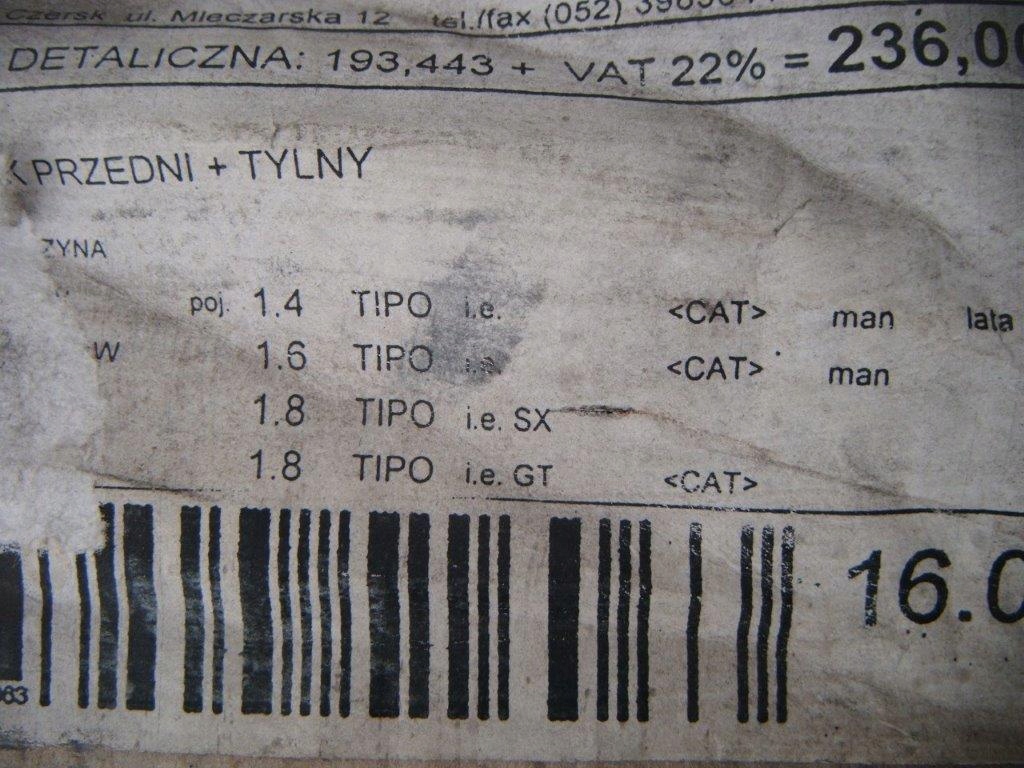 Czersk ul. Mleczarska 12 tel./fax (052)
DETALICZNA: 193,443 + VAT 22% = 236,00
PRZEDNI + TYLNY
ZYNA
poj. 1.4 TIPO i.e. <CAT> man lata
W 1.6 TIPO i.e. <CAT> man
1.8 TIPO i.e. SX
1.8 TIPO i.e. GT <CAT>
16.0
63